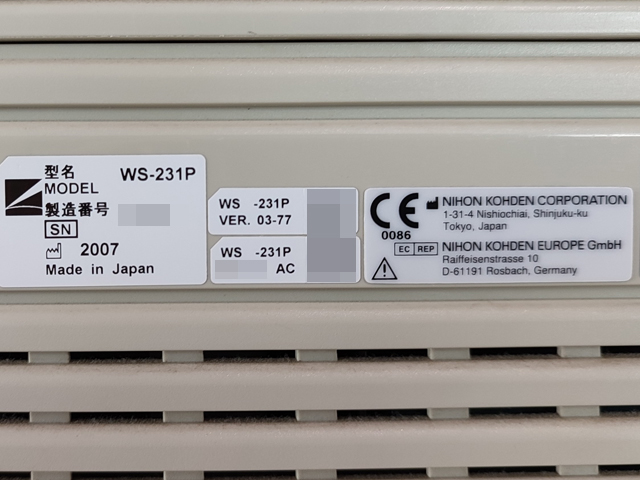 型名
MODEL
WS-231P
製造番号
SN
2007
Made in Japan
WS -231P
VER. 03-77
WS -231P
AC
CE
0086
NIHON KOHDEN CORPORATION
1-31-4 Nishiochiai, Shinjuku-ku
Tokyo, Japan
EC REP
NIHON KOHDEN EUROPE GmbH
Raiffeisenstrasse 10
D-61191 Rosbach, Germany